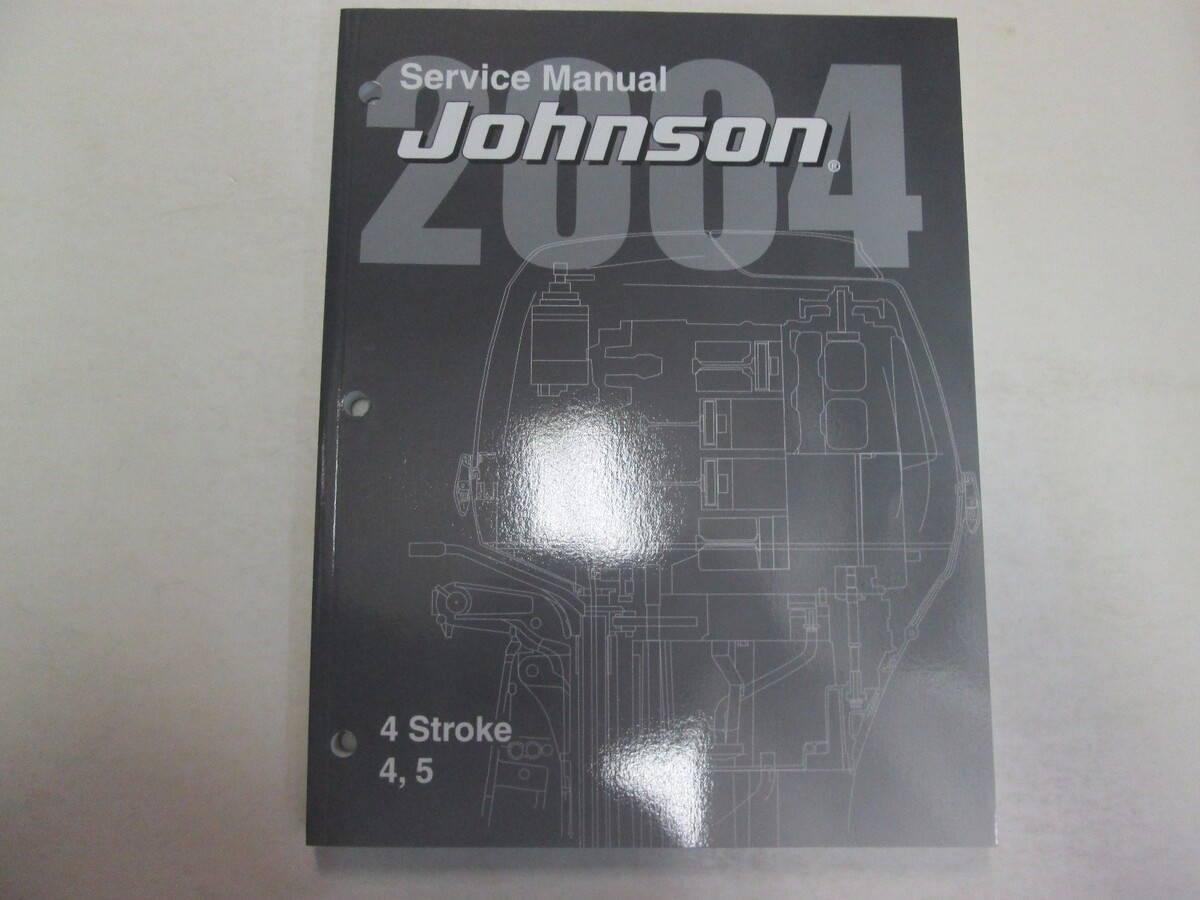 2004
Service Manual
Johnson®
4 Stroke
4, 5